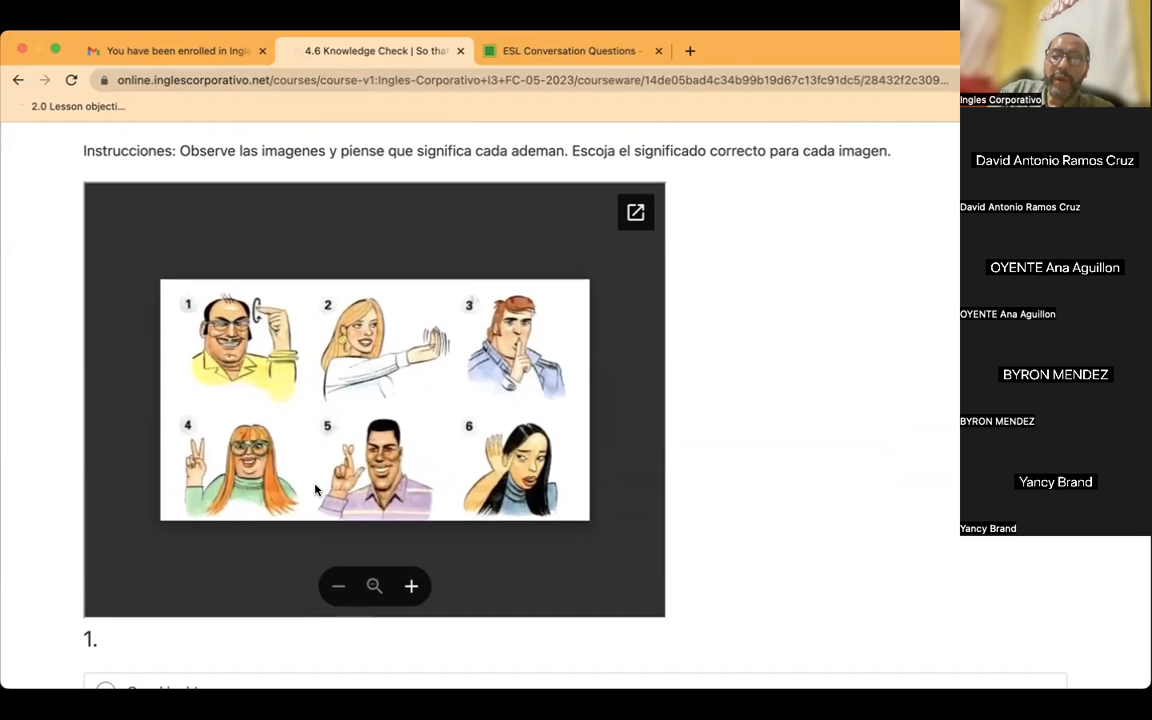 You have been enrolled in Ingle
4.6 Knowledge Check | So that
ESL Conversation Questions -
online.inglescorporativo.net/courses/course-v1:Ingles-Corporativo+I3+FC-05-2023/courseware/14de05bad4c34b99b19d67c13fc91dc5/28432f2c309...
2.0 Lesson objecti...
Instrucciones: Observe las imagenes y piense que significa cada ademan. Escoja el significado correcto para cada imagen.
1
2
3
4
5
6
1.
Ingles Corporativo
David Antonio Ramos Cruz
David Antonio Ramos Cruz
OYENTE Ana Aguillon
OYENTE Ana Aguillon
BYRON MENDEZ
BYRON MENDEZ
Yancy Brand
Yancy Brand